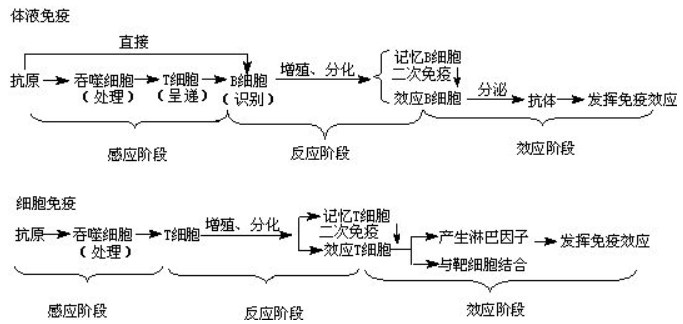 体液免疫
直接
抗原 吞噬细胞 T细胞 B细胞 增殖、分化 记忆B细胞
(处理) (呈递) (识别) 二次免疫
效应B细胞 分泌 抗体 发挥免疫效应
感应阶段 反应阶段 效应阶段
细胞免疫
抗原 吞噬细胞 T细胞 增殖、分化 记忆T细胞
(处理) 二次免疫
效应T细胞 产生淋巴因子 发挥免疫效应
与靶细胞结合
感应阶段 反应阶段 效应阶段